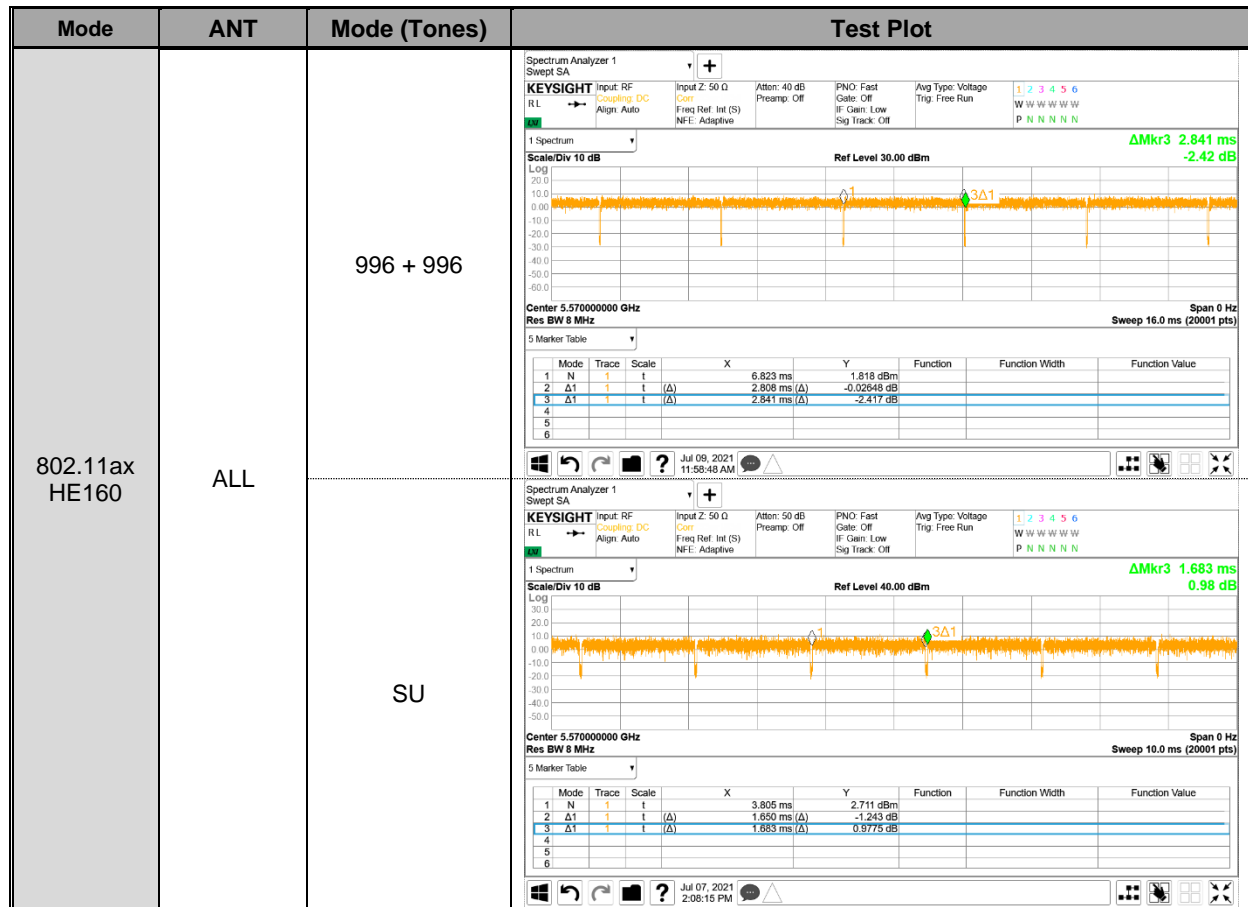 Mode ANT Mode (Tones) Test Plot
802.11ax
HE160
ALL
996 + 996
Spectrum Analyzer 1
Swept SA
+
KEYSIGHT Input: RF Input Z: 50 Ω Atten: 40 dB PNO: Fast Avg Type: Voltage 1 2 3 4 5 6
RL Coupling: DC Corr Preamp: Off Gate: Off Trig: Free Run W W W W W W
Align: Auto Freq Ref: Int (S) IF Gain: Low P N N N N N
LXI NFE: Adaptive Sig Track: Off
1 Spectrum ΔMkr3 2.841 ms
Scale/Div 10 dB Ref Level 30.00 dBm -2.42 dB
Log
20.0
10.0
0.00
-10.0
-20.0
-30.0
-40.0
-50.0
-60.0
1 3Δ1
Center 5.570000000 GHz Span 0 Hz
Res BW 8 MHz Sweep 16.0 ms (20001 pts)
5 Marker Table
Mode Trace Scale X Y Function Function Width Function Value
1 N 1 t 6.823 ms 1.818 dBm
2 Δ1 1 t (Δ) 2.808 ms (Δ) -0.02648 dB
3 Δ1 1 t (Δ) 2.841 ms (Δ) -2.417 dB
4
5
6
? Jul 09, 2021
11:58:48 AM
SU
Spectrum Analyzer 1
Swept SA
+
KEYSIGHT Input: RF Input Z: 50 Ω Atten: 50 dB PNO: Fast Avg Type: Voltage 1 2 3 4 5 6
RL Coupling: DC Corr Preamp: Off Gate: Off Trig: Free Run W W W W W W
Align: Auto Freq Ref: Int (S) IF Gain: Low P N N N N N
LXI NFE: Adaptive Sig Track: Off
1 Spectrum ΔMkr3 1.683 ms
Scale/Div 10 dB Ref Level 40.00 dBm 0.98 dB
Log
30.0
20.0
10.0
0.00
-10.0
-20.0
-30.0
-40.0
-50.0
1 3Δ1
Center 5.570000000 GHz Span 0 Hz
Res BW 8 MHz Sweep 10.0 ms (20001 pts)
5 Marker Table
Mode Trace Scale X Y Function Function Width Function Value
1 N 1 t 3.805 ms 2.711 dBm
2 Δ1 1 t (Δ) 1.650 ms (Δ) -1.243 dB
3 Δ1 1 t (Δ) 1.683 ms (Δ) 0.9775 dB
4
5
6
? Jul 07, 2021
2:08:15 PM